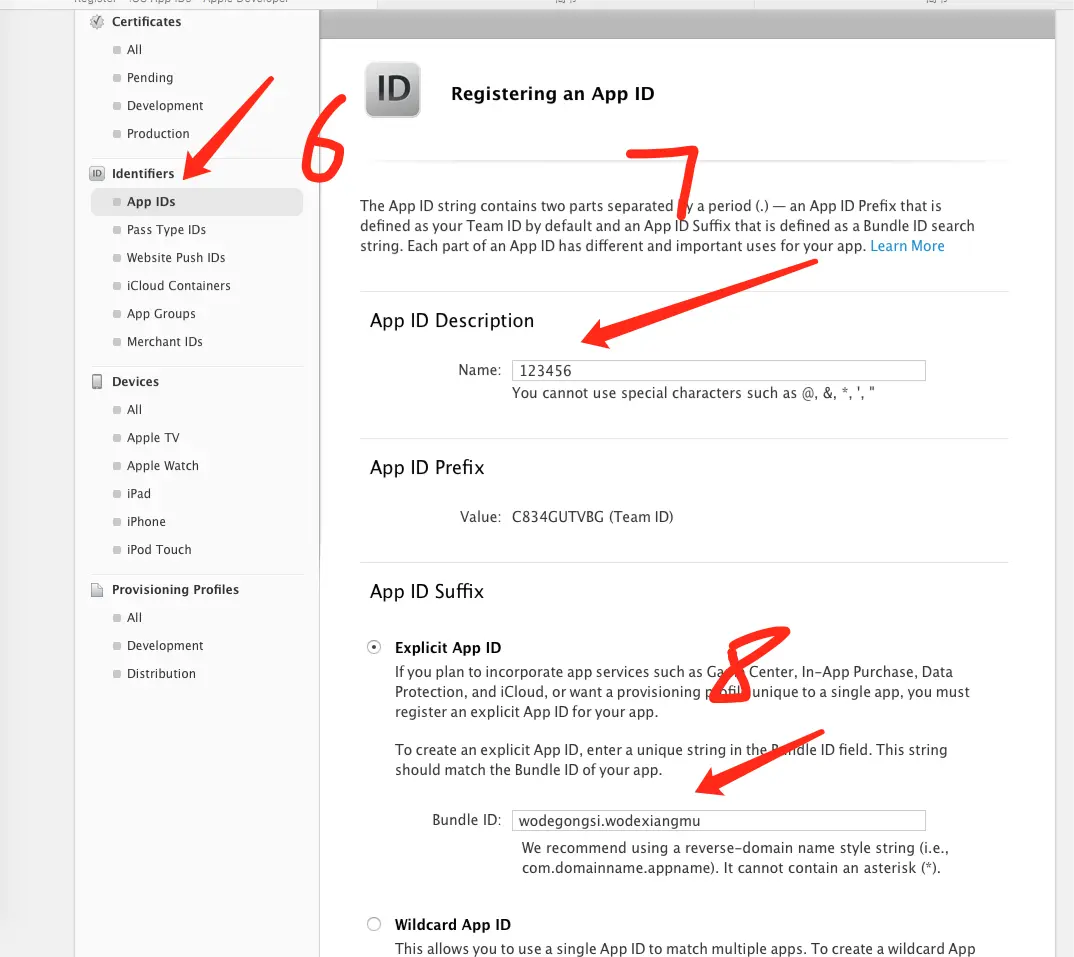 Certificates
All
Pending
Development
Production
Identifiers
App IDs
Pass Type IDs
Website Push IDs
iCloud Containers
App Groups
Merchant IDs
Devices
All
Apple TV
Apple Watch
iPad
iPhone
iPod Touch
Provisioning Profiles
All
Development
Distribution
6
ID
Registering an App ID
7
The App ID string contains two parts separated by a period (.) — an App ID Prefix that is
defined as your Team ID by default and an App ID Suffix that is defined as a Bundle ID search
string. Each part of an App ID has different and important uses for your app. Learn More
App ID Description
Name: 123456
You cannot use special characters such as @, &, *, ', "
App ID Prefix
Value: C834GUTVBG (Team ID)
App ID Suffix
Explicit App ID
8
If you plan to incorporate app services such as Game Center, In-App Purchase, Data
Protection, and iCloud, or want a provisioning profile unique to a single app, you must
register an explicit App ID for your app.
To create an explicit App ID, enter a unique string in the Bundle ID field. This string
should match the Bundle ID of your app.
Bundle ID: wodegongsi.wodexiangmu
We recommend using a reverse-domain name style string (i.e.,
com.domainname.appname). It cannot contain an asterisk (*).
Wildcard App ID
This allows you to use a single App ID to match multiple apps. To create a wildcard App